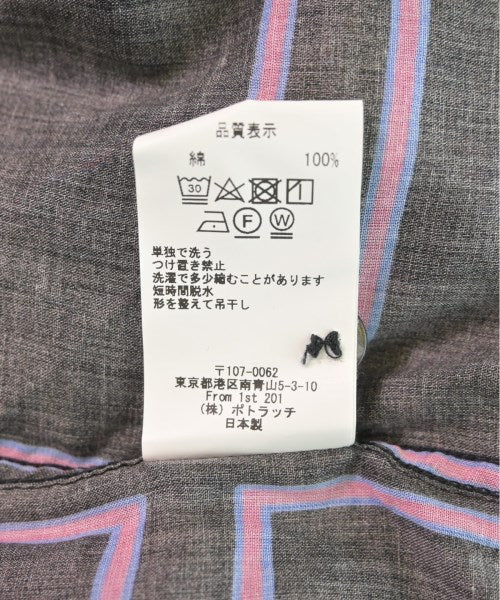 品質表示
綿 100%
30
F W
単独で洗う
つけ置き禁止
洗濯で多少縮むことがあります
短時間脱水
形を整えて吊干し
〒107-0062
東京都港区南青山5-3-10
From 1st 201
(株) ポトラッチ
日本製